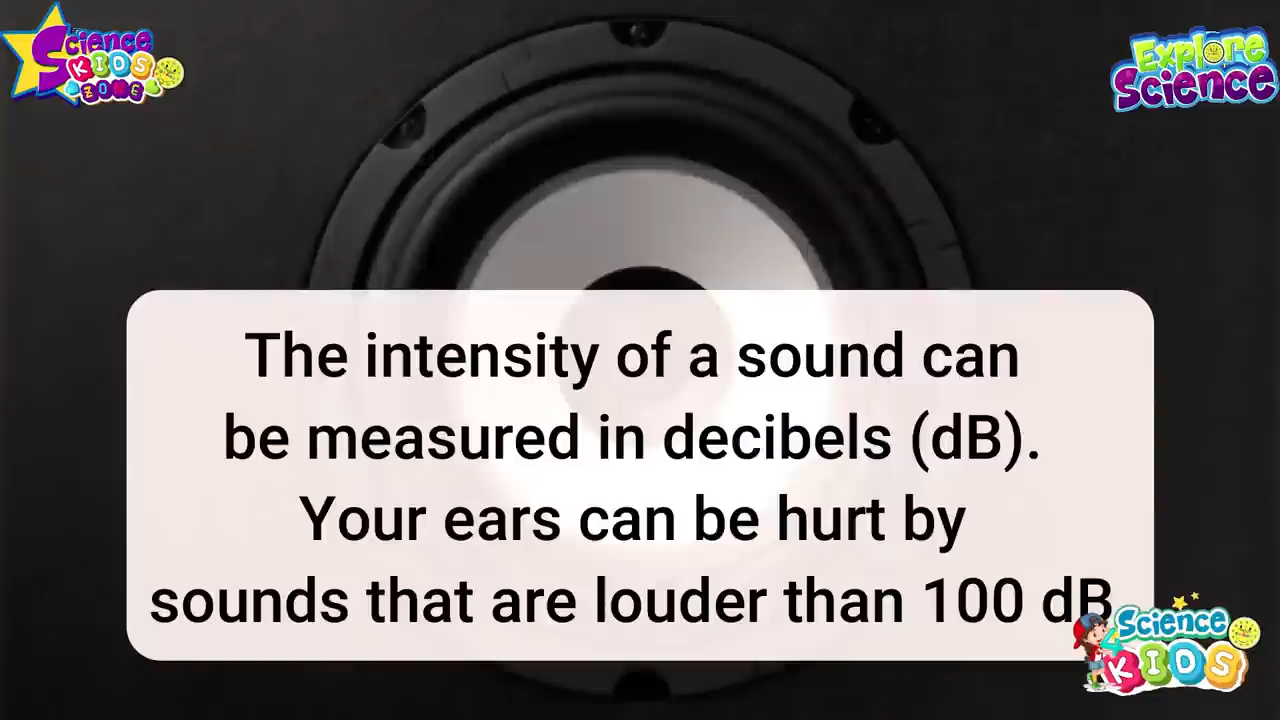 Science
KIDS
ZONE
Explore
Science
The intensity of a sound can
be measured in decibels (dB).
Your ears can be hurt by
sounds that are louder than 100 dB
Science
KIDS